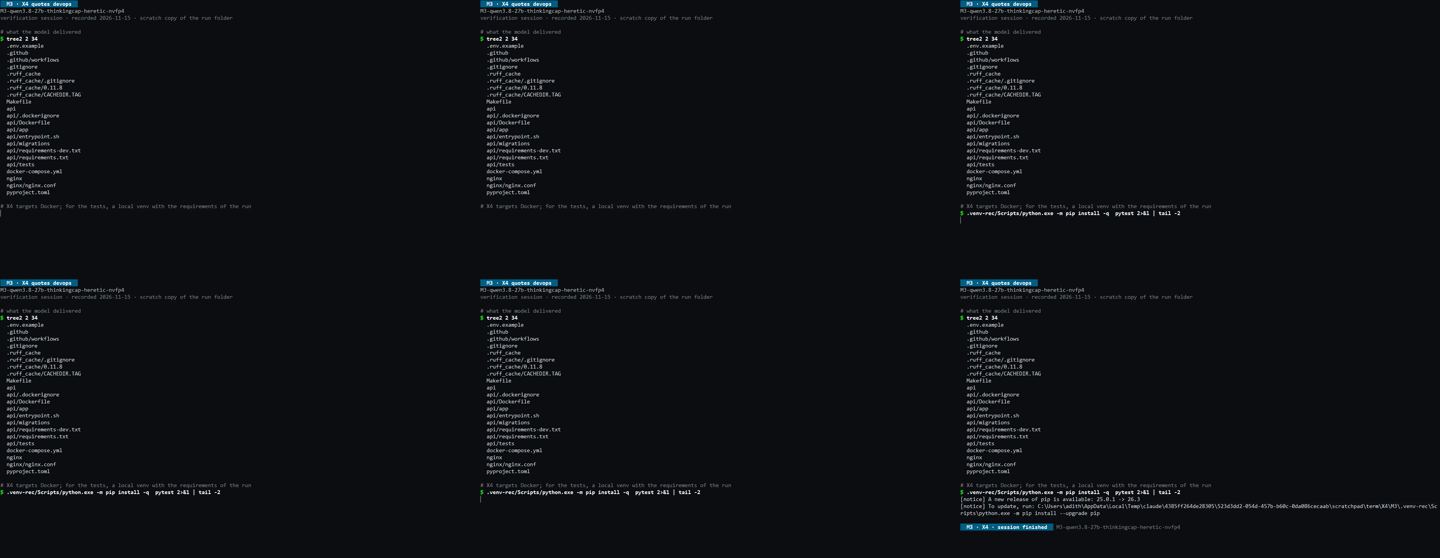 M3 · X4 quotes devops
M3-qwen3.8-27b-thinkingcap-heretic-nvfp4
verification session · recorded 2026-11-15 · scratch copy of the run folder
# what the model delivered
$ tree2 2 34
.env.example
.github
.github/workflows
.gitignore
.ruff_cache
.ruff_cache/.gitignore
.ruff_cache/0.11.8
.ruff_cache/CACHEDIR.TAG
Makefile
api
api/.dockerignore
api/Dockerfile
api/app
api/entrypoint.sh
api/migrations
api/requirements-dev.txt
api/requirements.txt
api/tests
docker-compose.yml
nginx
nginx/nginx.conf
pyproject.toml
# X4 targets Docker; for the tests, a local venv with the requirements of the run
M3 · X4 quotes devops
M3-qwen3.8-27b-thinkingcap-heretic-nvfp4
verification session · recorded 2026-11-15 · scratch copy of the run folder
# what the model delivered
$ tree2 2 34
.env.example
.github
.github/workflows
.gitignore
.ruff_cache
.ruff_cache/.gitignore
.ruff_cache/0.11.8
.ruff_cache/CACHEDIR.TAG
Makefile
api
api/.dockerignore
api/Dockerfile
api/app
api/entrypoint.sh
api/migrations
api/requirements-dev.txt
api/requirements.txt
api/tests
docker-compose.yml
nginx
nginx/nginx.conf
pyproject.toml
# X4 targets Docker; for the tests, a local venv with the requirements of the run
M3 · X4 quotes devops
M3-qwen3.8-27b-thinkingcap-heretic-nvfp4
verification session · recorded 2026-11-15 · scratch copy of the run folder
# what the model delivered
$ tree2 2 34
.env.example
.github
.github/workflows
.gitignore
.ruff_cache
.ruff_cache/.gitignore
.ruff_cache/0.11.8
.ruff_cache/CACHEDIR.TAG
Makefile
api
api/.dockerignore
api/Dockerfile
api/app
api/entrypoint.sh
api/migrations
api/requirements-dev.txt
api/requirements.txt
api/tests
docker-compose.yml
nginx
nginx/nginx.conf
pyproject.toml
# X4 targets Docker; for the tests, a local venv with the requirements of the run
$ .venv-rec/Scripts/python.exe -m pip install -q  pytest 2>&1 | tail -2
M3 · X4 quotes devops
M3-qwen3.8-27b-thinkingcap-heretic-nvfp4
verification session · recorded 2026-11-15 · scratch copy of the run folder
# what the model delivered
$ tree2 2 34
.env.example
.github
.github/workflows
.gitignore
.ruff_cache
.ruff_cache/.gitignore
.ruff_cache/0.11.8
.ruff_cache/CACHEDIR.TAG
Makefile
api
api/.dockerignore
api/Dockerfile
api/app
api/entrypoint.sh
api/migrations
api/requirements-dev.txt
api/requirements.txt
api/tests
docker-compose.yml
nginx
nginx/nginx.conf
pyproject.toml
# X4 targets Docker; for the tests, a local venv with the requirements of the run
$ .venv-rec/Scripts/python.exe -m pip install -q  pytest 2>&1 | tail -2
M3 · X4 quotes devops
M3-qwen3.8-27b-thinkingcap-heretic-nvfp4
verification session · recorded 2026-11-15 · scratch copy of the run folder
# what the model delivered
$ tree2 2 34
.env.example
.github
.github/workflows
.gitignore
.ruff_cache
.ruff_cache/.gitignore
.ruff_cache/0.11.8
.ruff_cache/CACHEDIR.TAG
Makefile
api
api/.dockerignore
api/Dockerfile
api/app
api/entrypoint.sh
api/migrations
api/requirements-dev.txt
api/requirements.txt
api/tests
docker-compose.yml
nginx
nginx/nginx.conf
pyproject.toml
# X4 targets Docker; for the tests, a local venv with the requirements of the run
$ .venv-rec/Scripts/python.exe -m pip install -q  pytest 2>&1 | tail -2
M3 · X4 quotes devops
M3-qwen3.8-27b-thinkingcap-heretic-nvfp4
verification session · recorded 2026-11-15 · scratch copy of the run folder
# what the model delivered
$ tree2 2 34
.env.example
.github
.github/workflows
.gitignore
.ruff_cache
.ruff_cache/.gitignore
.ruff_cache/0.11.8
.ruff_cache/CACHEDIR.TAG
Makefile
api
api/.dockerignore
api/Dockerfile
api/app
api/entrypoint.sh
api/migrations
api/requirements-dev.txt
api/requirements.txt
api/tests
docker-compose.yml
nginx
nginx/nginx.conf
pyproject.toml
# X4 targets Docker; for the tests, a local venv with the requirements of the run
$ .venv-rec/Scripts/python.exe -m pip install -q  pytest 2>&1 | tail -2
[notice] A new release of pip is available: 25.0.1 -> 26.3
[notice] To update, run: C:\Users\adith\AppData\Local\Temp\claude\4385ff264de28305\523d3dd2-054d-457b-b60c-0da086cecaab\scratchpad\term\X4\M3\.venv-rec\Sc
ripts\python.exe -m pip install --upgrade pip
M3 · X4 · session finished M3-qwen3.8-27b-thinkingcap-heretic-nvfp4